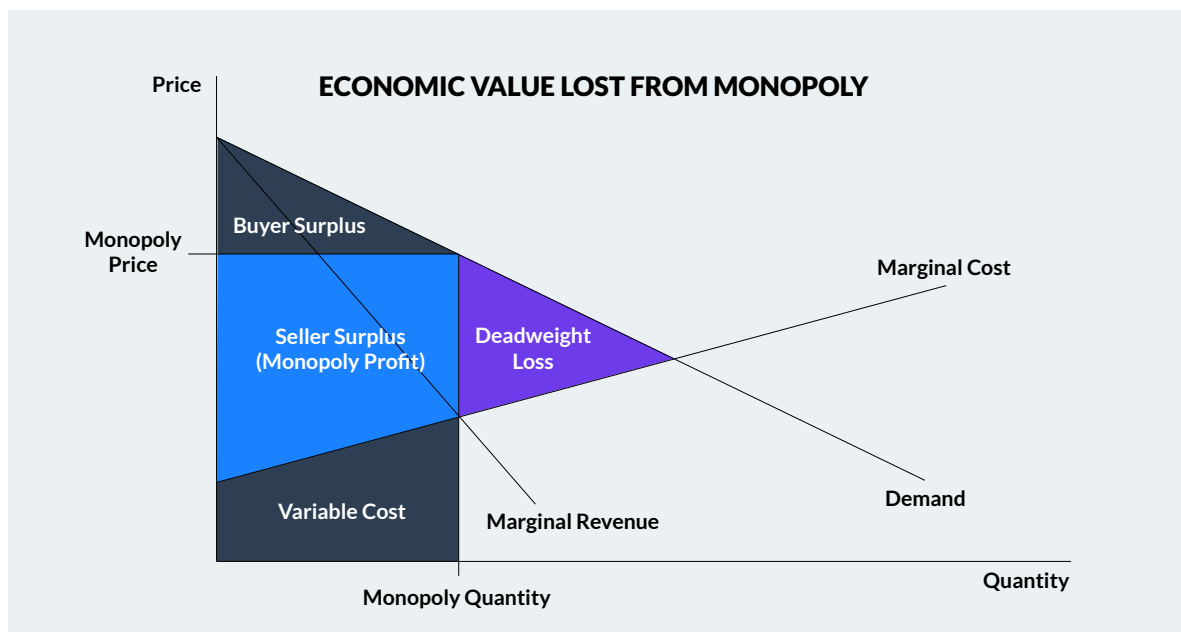 ECONOMIC VALUE LOST FROM MONOPOLY
Price
Buyer Surplus
Monopoly
Price
Marginal Cost
Seller Surplus
(Monopoly Profit)
Deadweight
Loss
Variable Cost
Marginal Revenue
Demand
Quantity
Monopoly Quantity